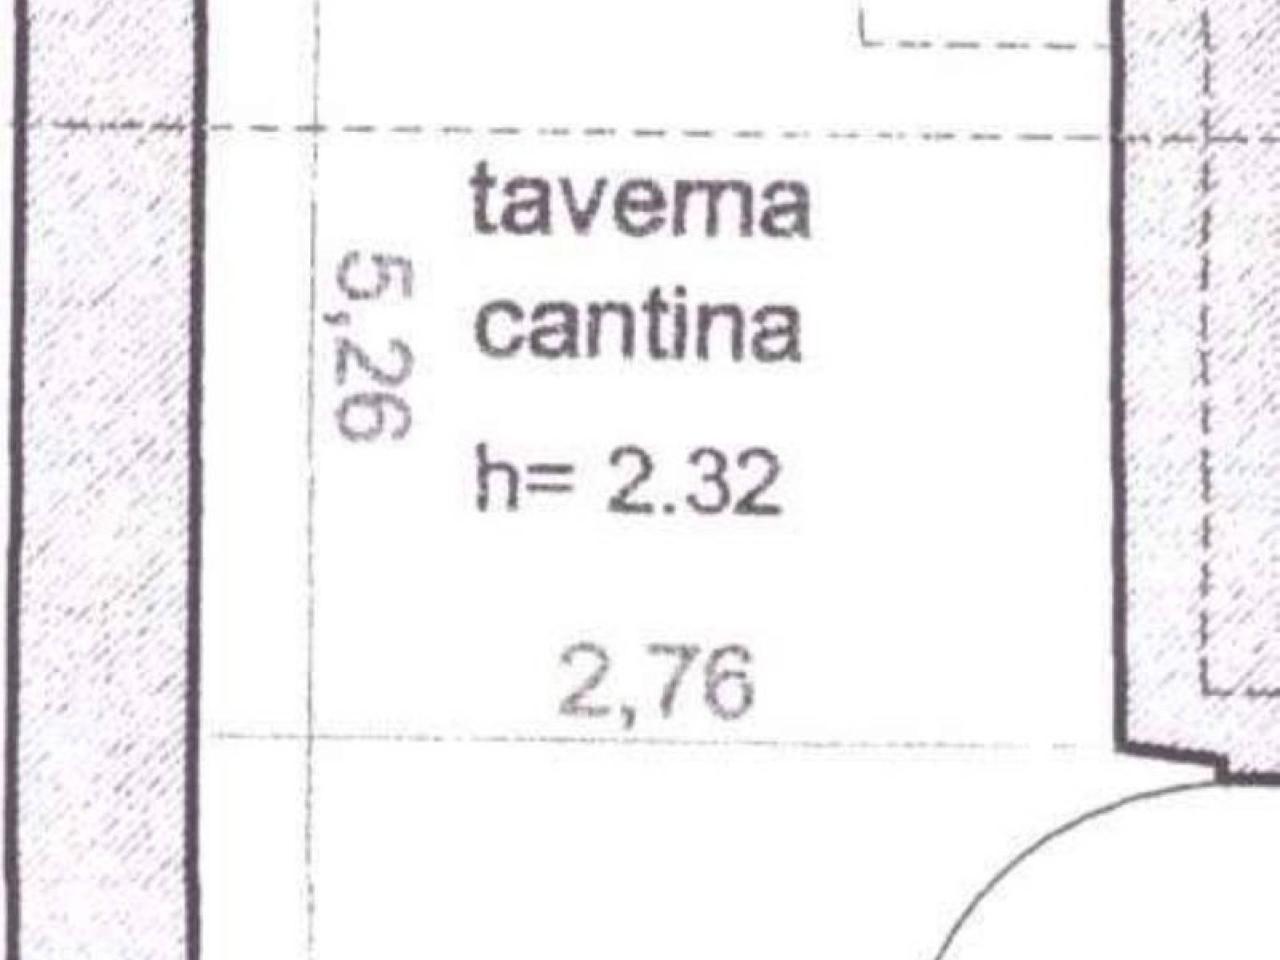 taverna
cantina
5,26
h= 2.32
2,76